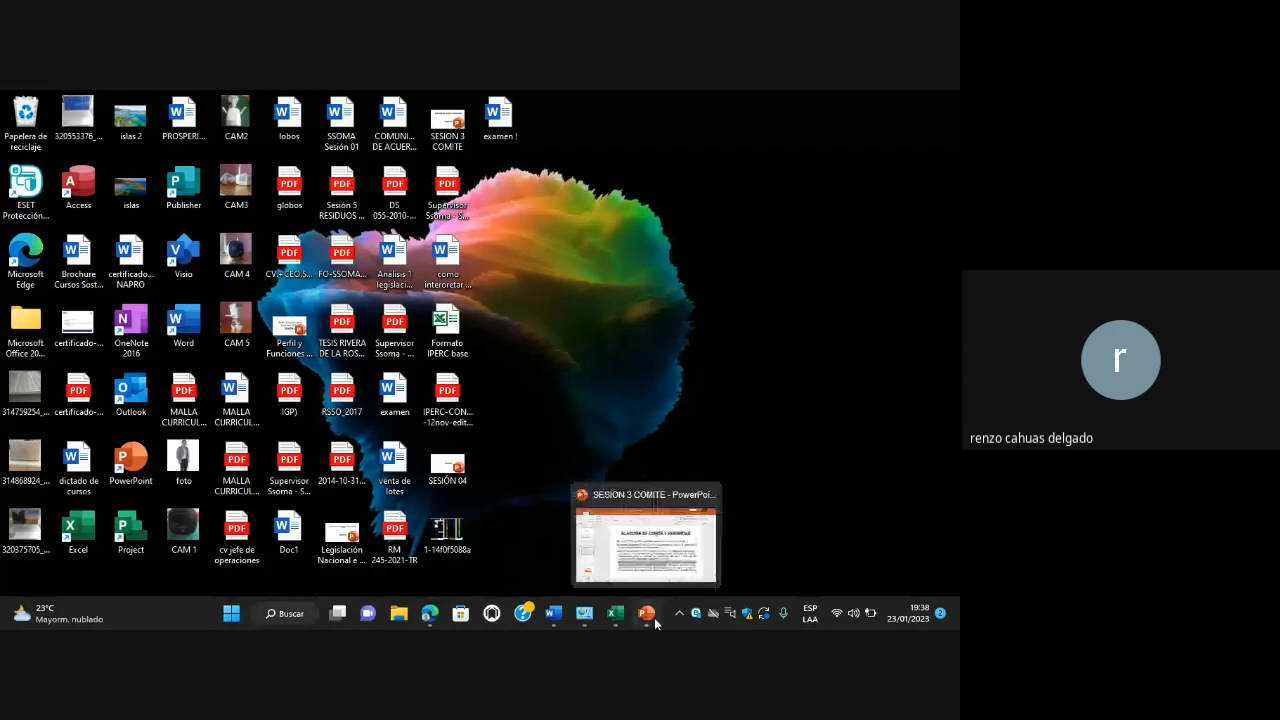 Papelera de
reciclaje
320553376_...
islas 2
PROSPERI...
CAM2
lobos
SSOMA
Sesión 01
COMUNI...
DE ACUER...
SESION 3
COMITE
examen !
ESET
Protección...
Access
islas
Publisher
CAM3
globos
Sesión 5
RESIDUOS ...
DS
055-2010-...
Supervisor
Ssoma - S...
Microsoft
Edge
Brochure
Cursos Sost...
certificado...
NAPRO
Visio
CAM 4
CV+CEO:S...
FO-SSOMA...
Analisis 1
legislaci...
como
interoretar ...
Microsoft
Office 20...
certificado-...
OneNote
2016
Word
CAM 5
Perfil y
Funciones ...
TESIS RIVERA
DE LA ROS...
Supervisor
Ssoma - ...
Formato
IPERC base
314759254_...
certificado-...
Outlook
MALLA
CURRICUL...
MALLA
CURRICUL...
IGP)
RSSO_2017
examen
IPERC-CON...
-12nov-edit...
314868924_...
dictado de
cursos
PowerPoint
foto
MALLA
CURRICUL...
Supervisor
Ssoma - S...
2014-10-31...
venta de
lotes
SESIÓN 04
320375705_...
Excel
Project
CAM 1
cv jefe de
operaciones
Doc1
Legislación
Nacional e ...
RM
245-2021-TR
1-14f0f5088a
SESION 3 COMITE - PowerPoi...
ELECCIÓN DE COMITÉ Y SEGURIDAD
23°C
Mayorm. nublado
Buscar
ESP
LAA
19:38
23/01/2023
2
r
renzo cahuas delgado